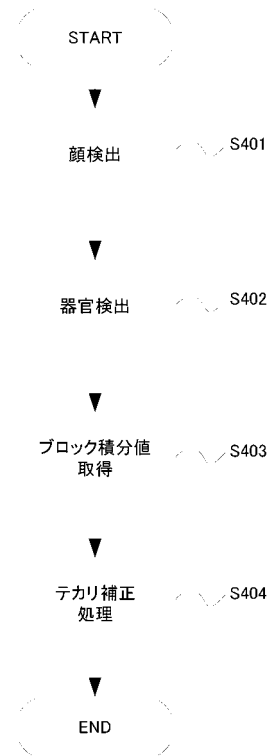 START
顔検出
S401
器官検出
S402
ブロック積分値
取得
S403
テカリ補正
処理
S404
END